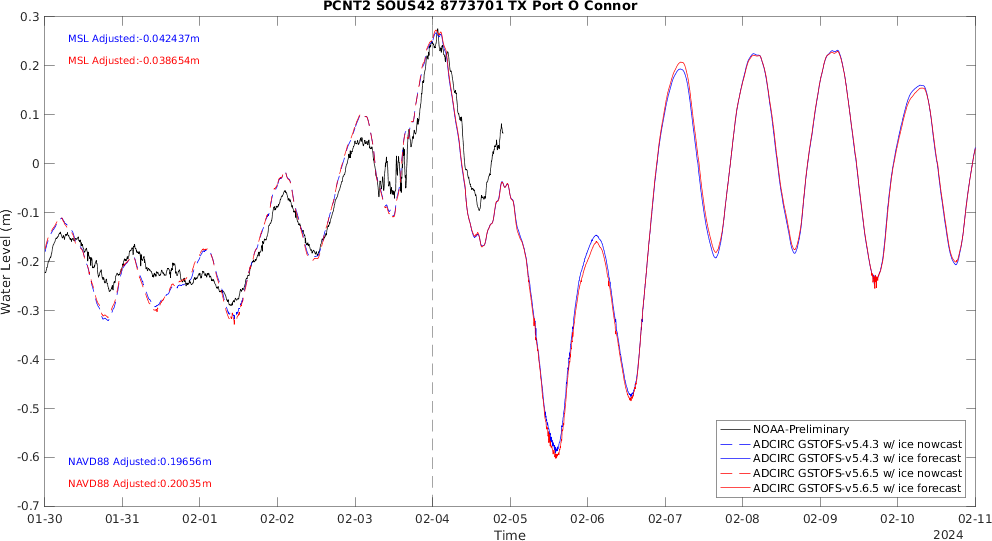 PCNT2 SOUS42 8773701 TX Port O Connor
MSL Adjusted:-0.042437m
MSL Adjusted:-0.038654m
0.3
0.2
0.1
0
-0.1
-0.2
-0.3
-0.4
-0.5
-0.6
-0.7
Water Level (m)
NAVD88 Adjusted:0.19656m
NAVD88 Adjusted:0.20035m
NOAA-Preliminary
ADCIRC GSTOFS-v5.4.3 w/ ice nowcast
ADCIRC GSTOFS-v5.4.3 w/ ice forecast
ADCIRC GSTOFS-v5.6.5 w/ ice nowcast
ADCIRC GSTOFS-v5.6.5 w/ ice forecast
01-30 01-31 02-01 02-02 02-03 02-04 02-05 02-06 02-07 02-08 02-09 02-10 02-11
Time
2024